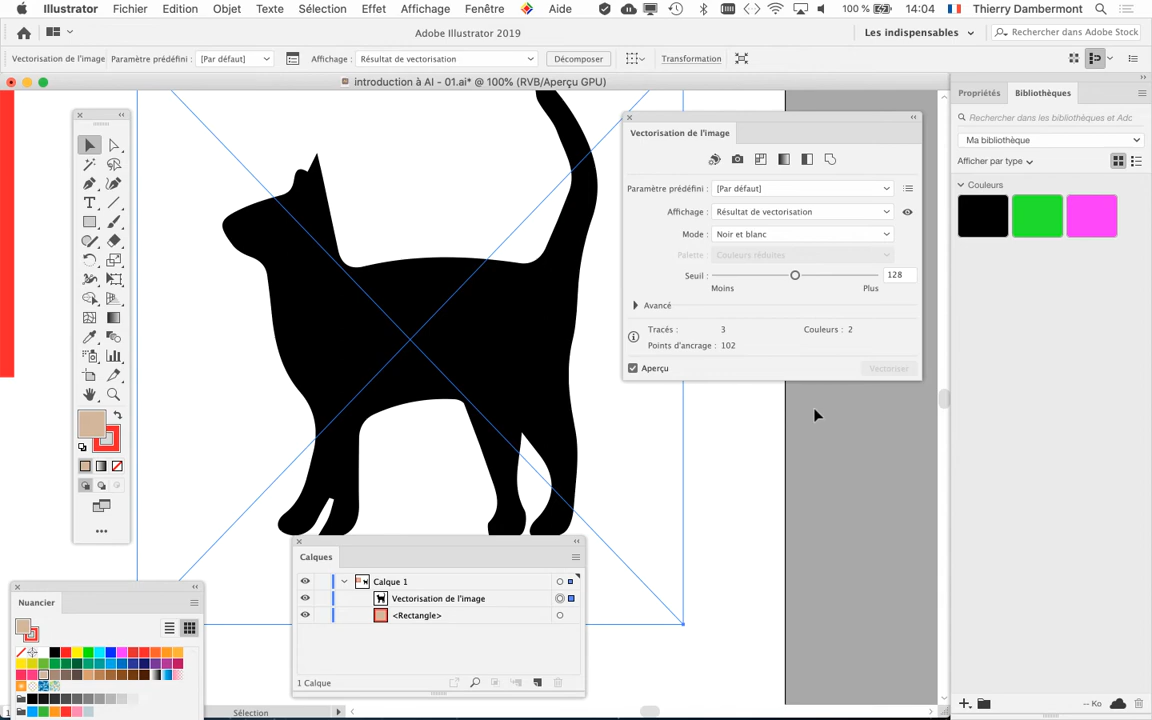 Illustrator Fichier Edition Objet Texte Sélection Effet Affichage Fenêtre Aide 100 % 14:04 Thierry Dambermont
Adobe Illustrator 2019 Les indispensables Rechercher dans Adobe Stock
Vectorisation de l'image Paramètre prédéfini : [Par défaut] Affichage : Résultat de vectorisation Décomposer Transformation
introduction à AI - 01.ai* @ 100% (RVB/Aperçu GPU)
Propriétés Bibliothèques
Rechercher dans les bibliothèques et Adc
Ma bibliothèque
Afficher par type
Couleurs
Vectorisation de l'image
Paramètre prédéfini : [Par défaut]
Affichage : Résultat de vectorisation
Mode : Noir et blanc
Palette : Couleurs réduites
Seuil : 128
Moins Plus
Avancé
Tracés : 3 Couleurs : 2
Points d'ancrage : 102
Aperçu Vectoriser
Calques
Calque 1
Vectorisation de l'image
<Rectangle>
1 Calque
Nuancier
Sélection
-- Ko